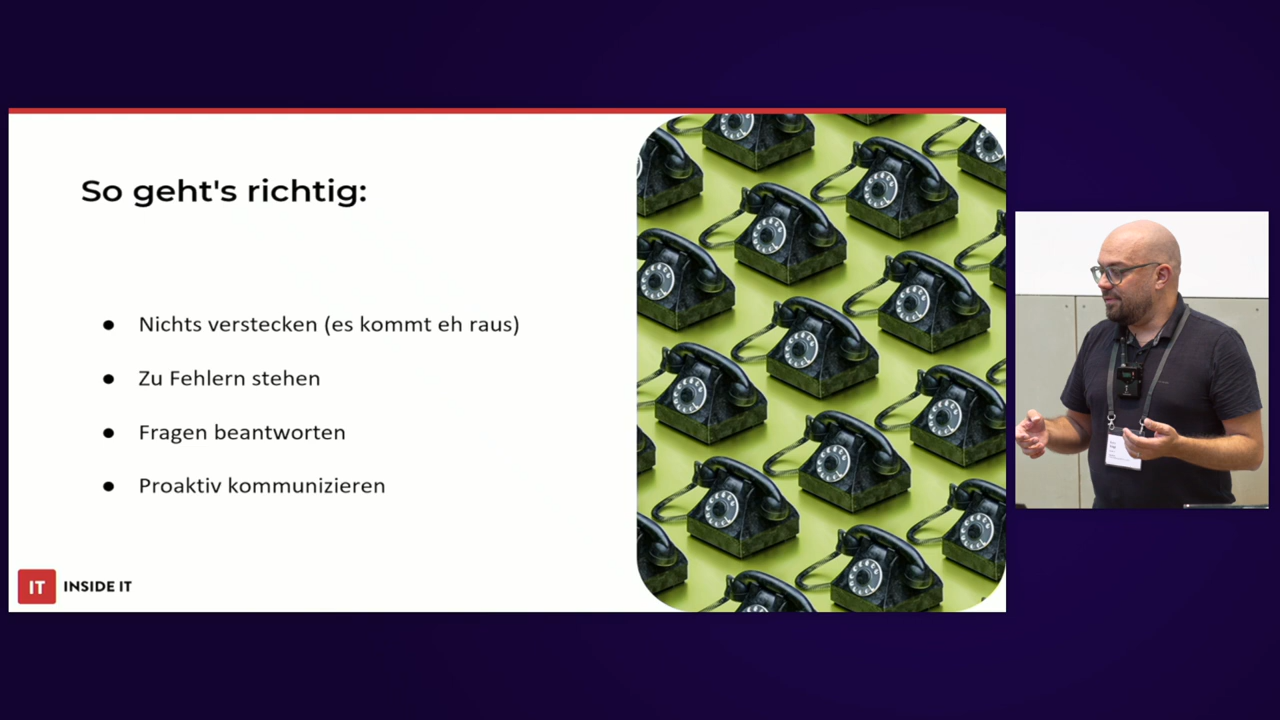 So geht's richtig:
● Nichts verstecken (es kommt eh raus)
● Zu Fehlern stehen
● Fragen beantworten
● Proaktiv kommunizieren
IT INSIDE IT